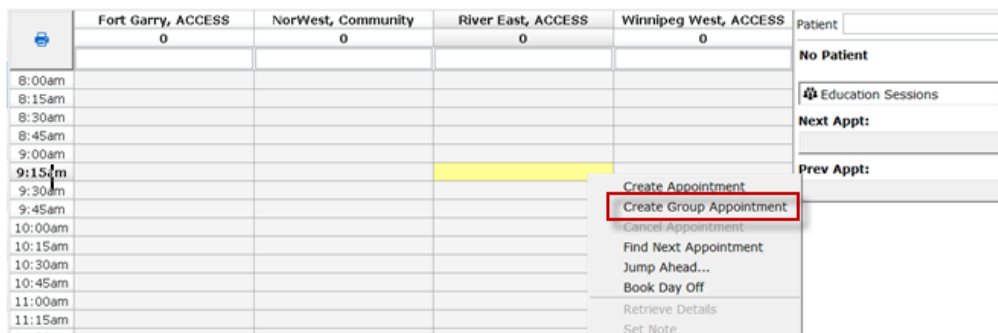 Fort Garry, ACCESS NorWest, Community River East, ACCESS Winnipeg West, ACCESS
0 0 0 0
Patient
No Patient
Education Sessions
Next Appt:
Prev Appt:
8:00am
8:15am
8:30am
8:45am
9:00am
9:15am
9:30am
9:45am
10:00am
10:15am
10:30am
10:45am
11:00am
11:15am
Create Appointment
Create Group Appointment
Cancel Appointment
Find Next Appointment
Jump Ahead...
Book Day Off
Retrieve Details
Set Note